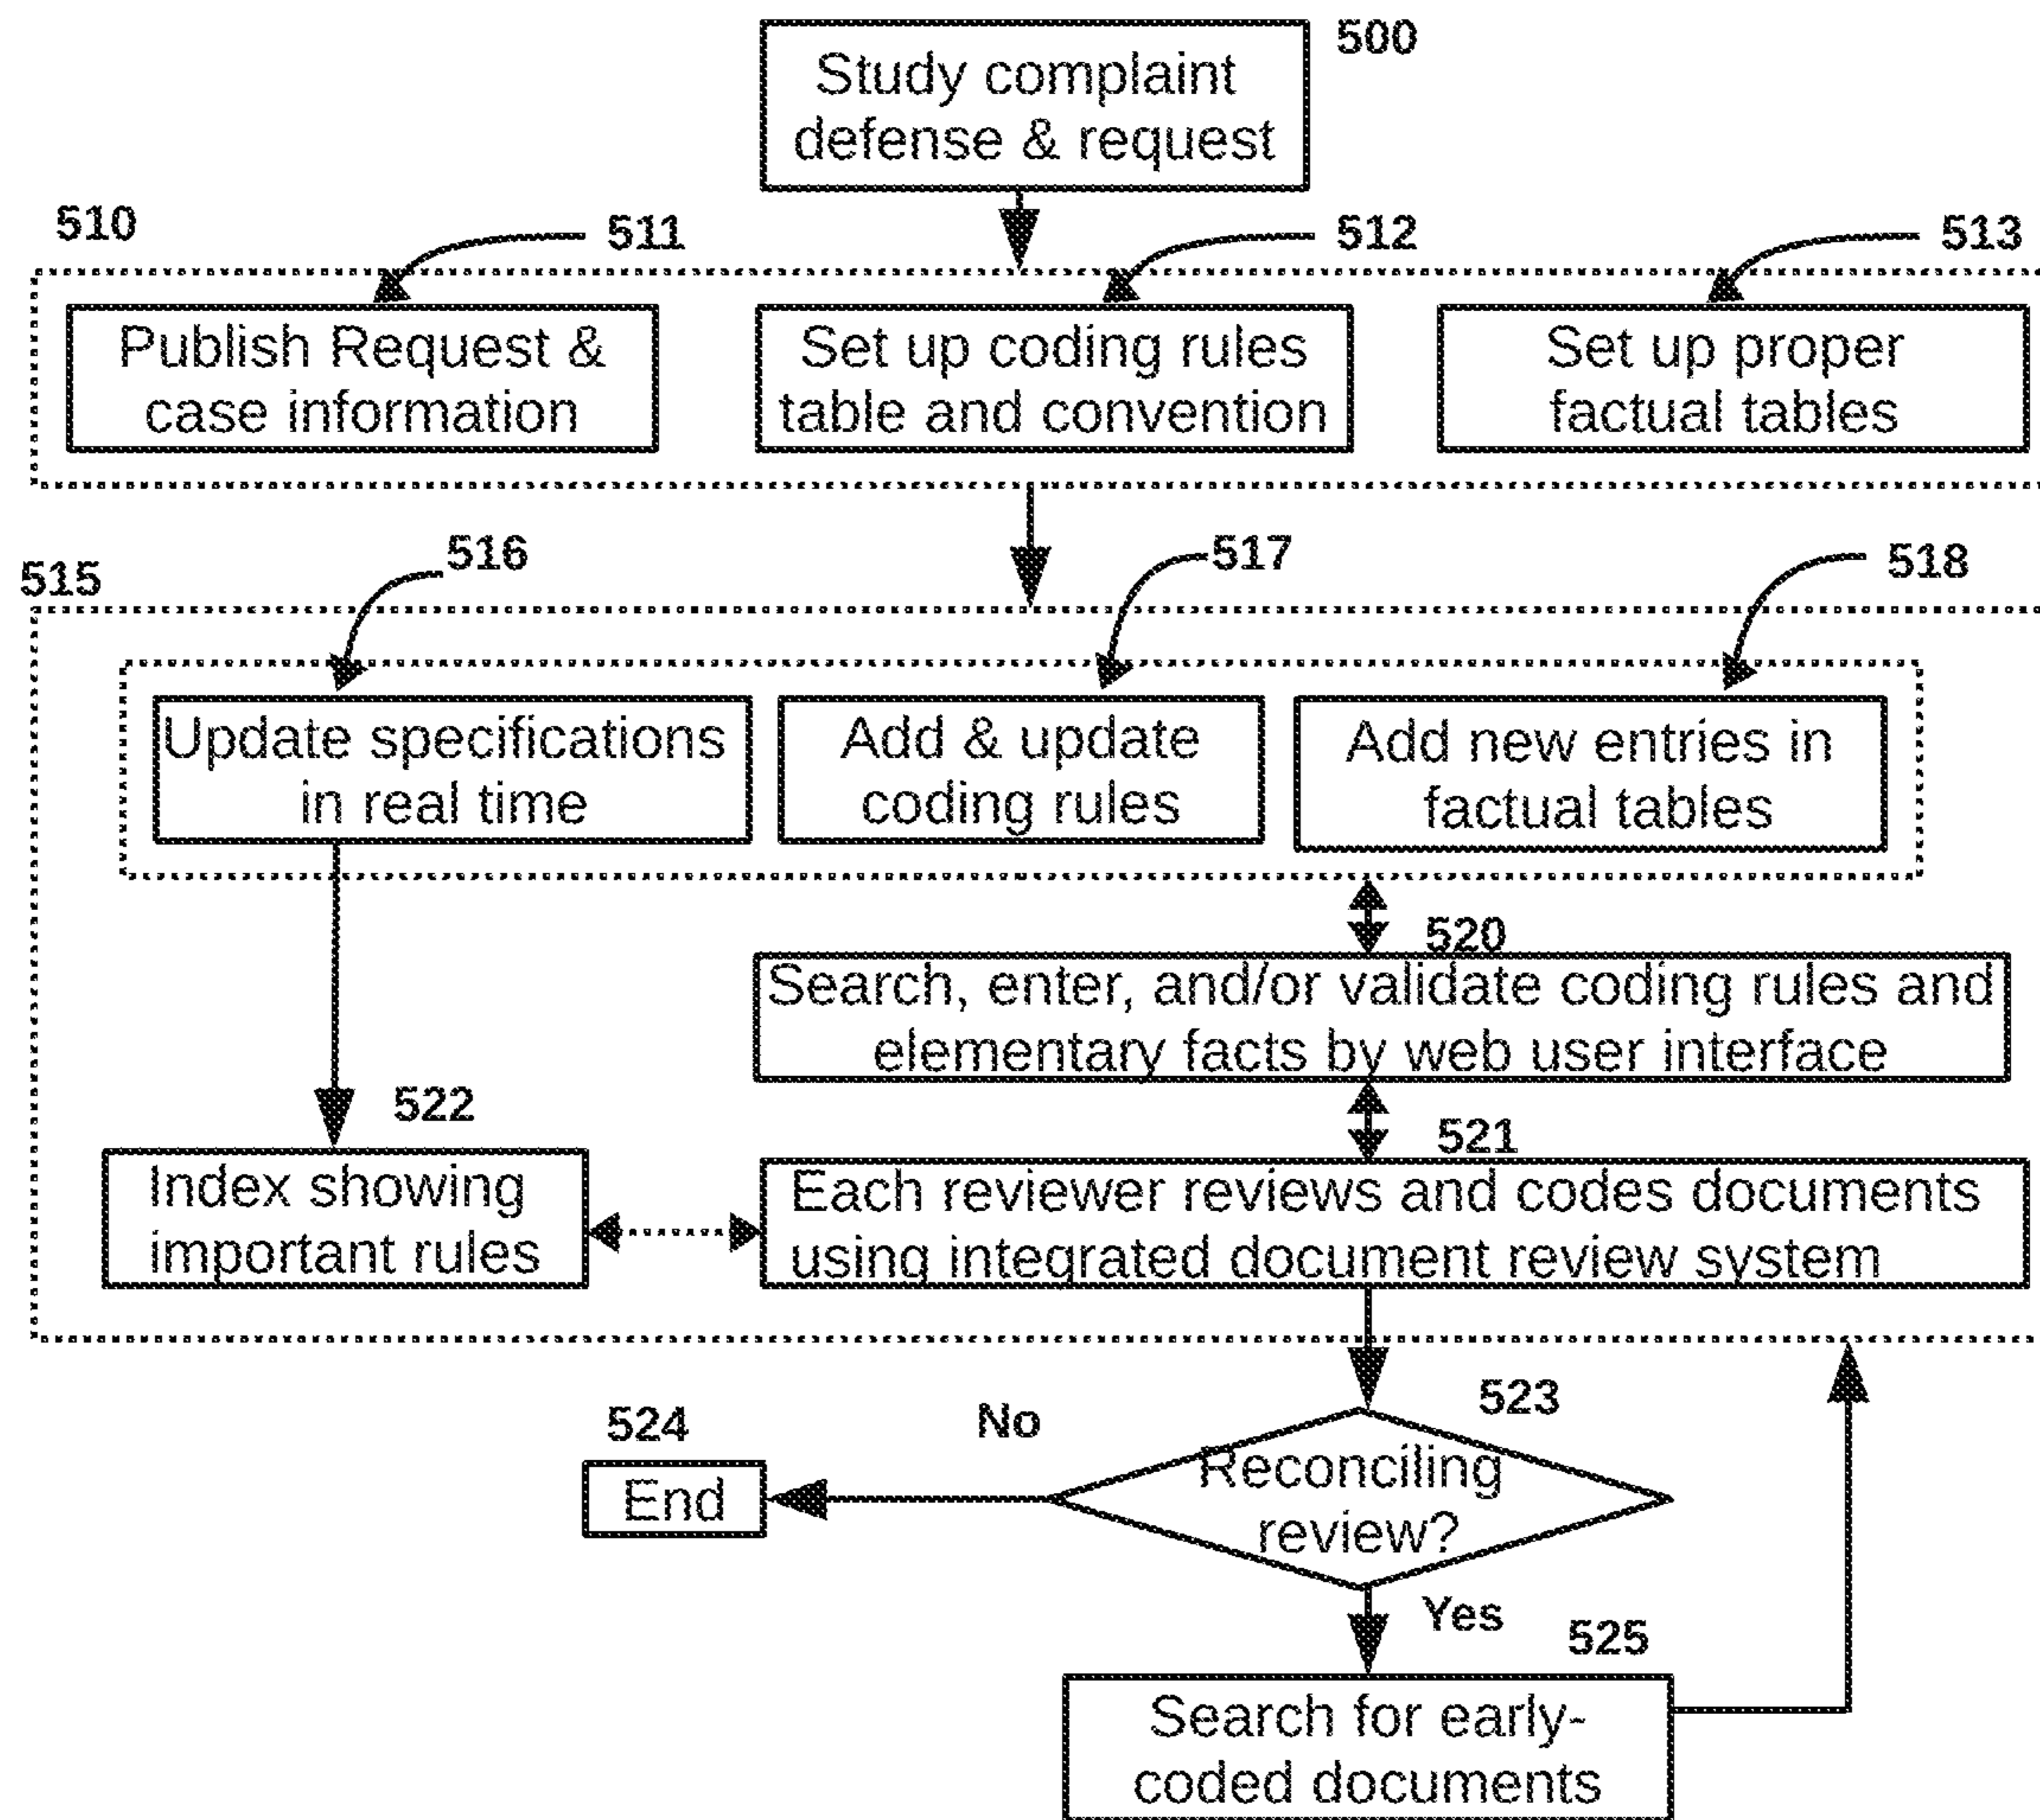 500
Study complaint
defense & request
510
511
512
513
Publish Request &
case information
Set up coding rules
table and convention
Set up proper
factual tables
515
516
517
518
Update specifications
in real time
Add & update
coding rules
Add new entries in
factual tables
520
Search, enter, and/or validate coding rules and
elementary facts by web user interface
522
521
Index showing
important rules
Each reviewer reviews and codes documents
using integrated document review system
523
524
No
Reconciling
review?
End
Yes
525
Search for early-
coded documents